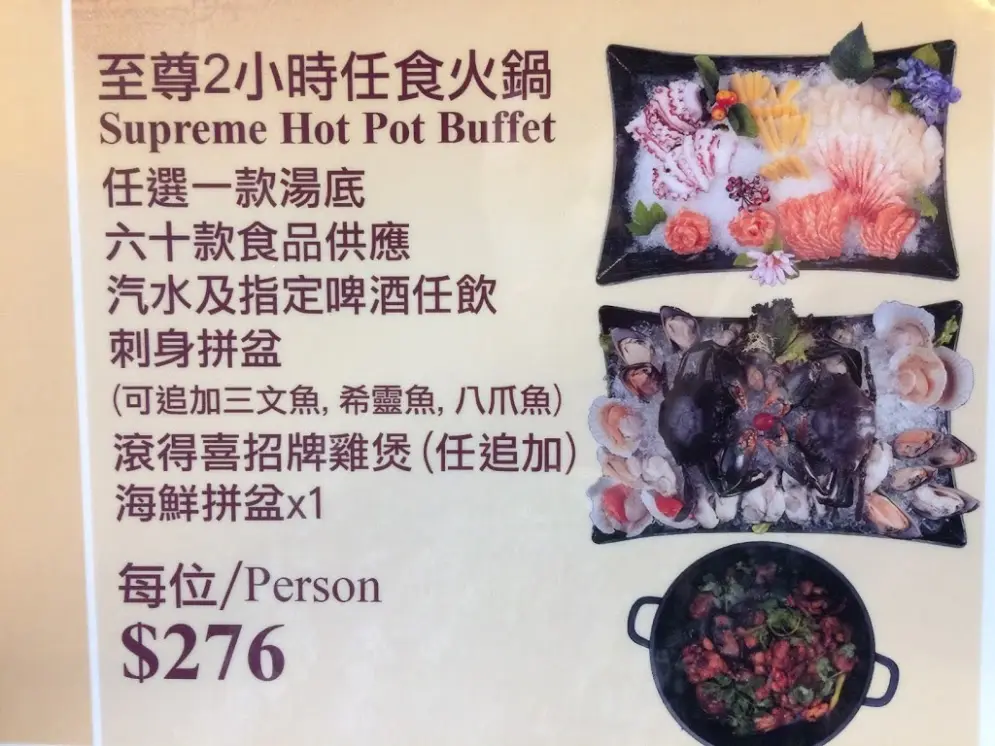 至尊2小時任食火鍋
Supreme Hot Pot Buffet
任選一款湯底
六十款食品供應
汽水及指定啤酒任飲
刺身拼盆
(可追加三文魚, 希靈魚, 八爪魚)
滾得喜招牌雞煲 (任追加)
海鮮拼盆x1
每位/Person
$276